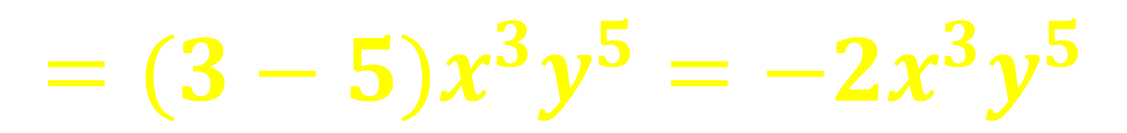 = (3 − 5)x³y⁵ = −2x³y⁵